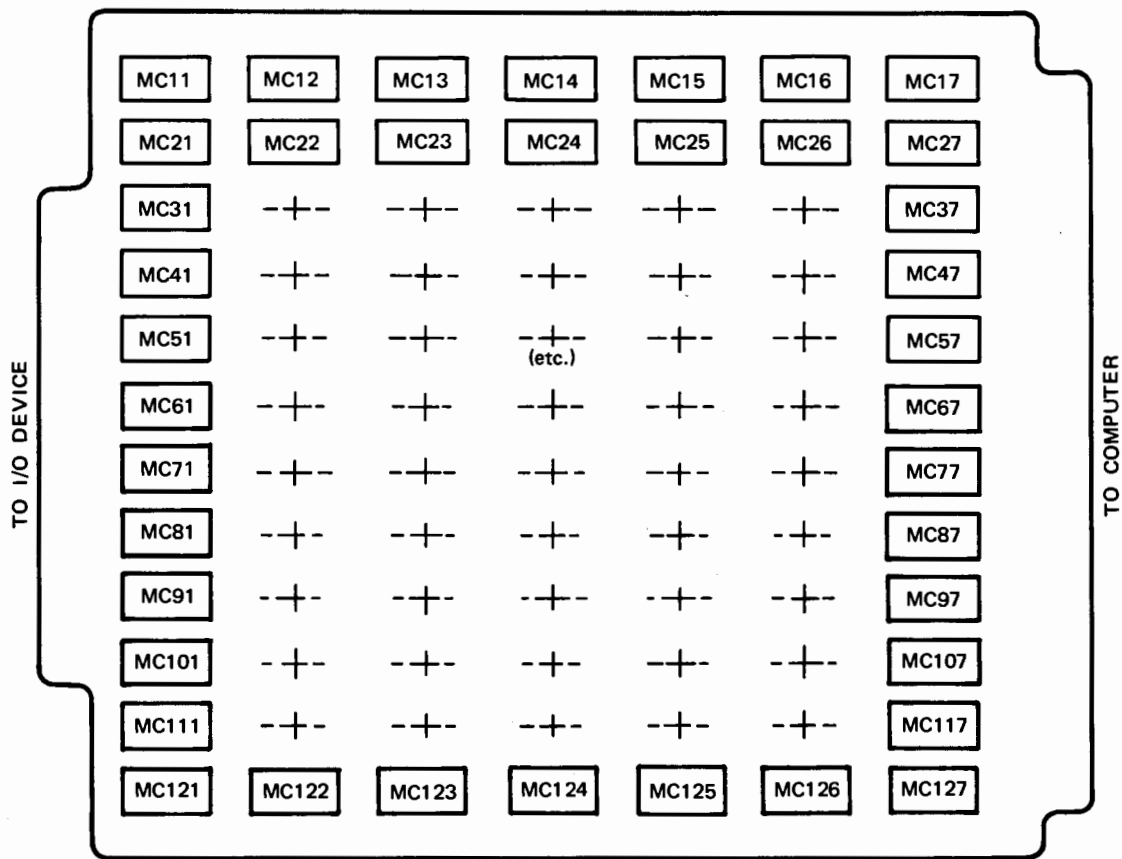 MC11 MC12 MC13 MC14 MC15 MC16 MC17
MC21 MC22 MC23 MC24 MC25 MC26 MC27
MC31 MC37
MC41 MC47
MC51 (etc.) MC57
MC61 MC67
MC71 MC77
MC81 MC87
MC91 MC97
MC101 MC107
MC111 MC117
MC121 MC122 MC123 MC124 MC125 MC126 MC127
TO I/O DEVICE
TO COMPUTER